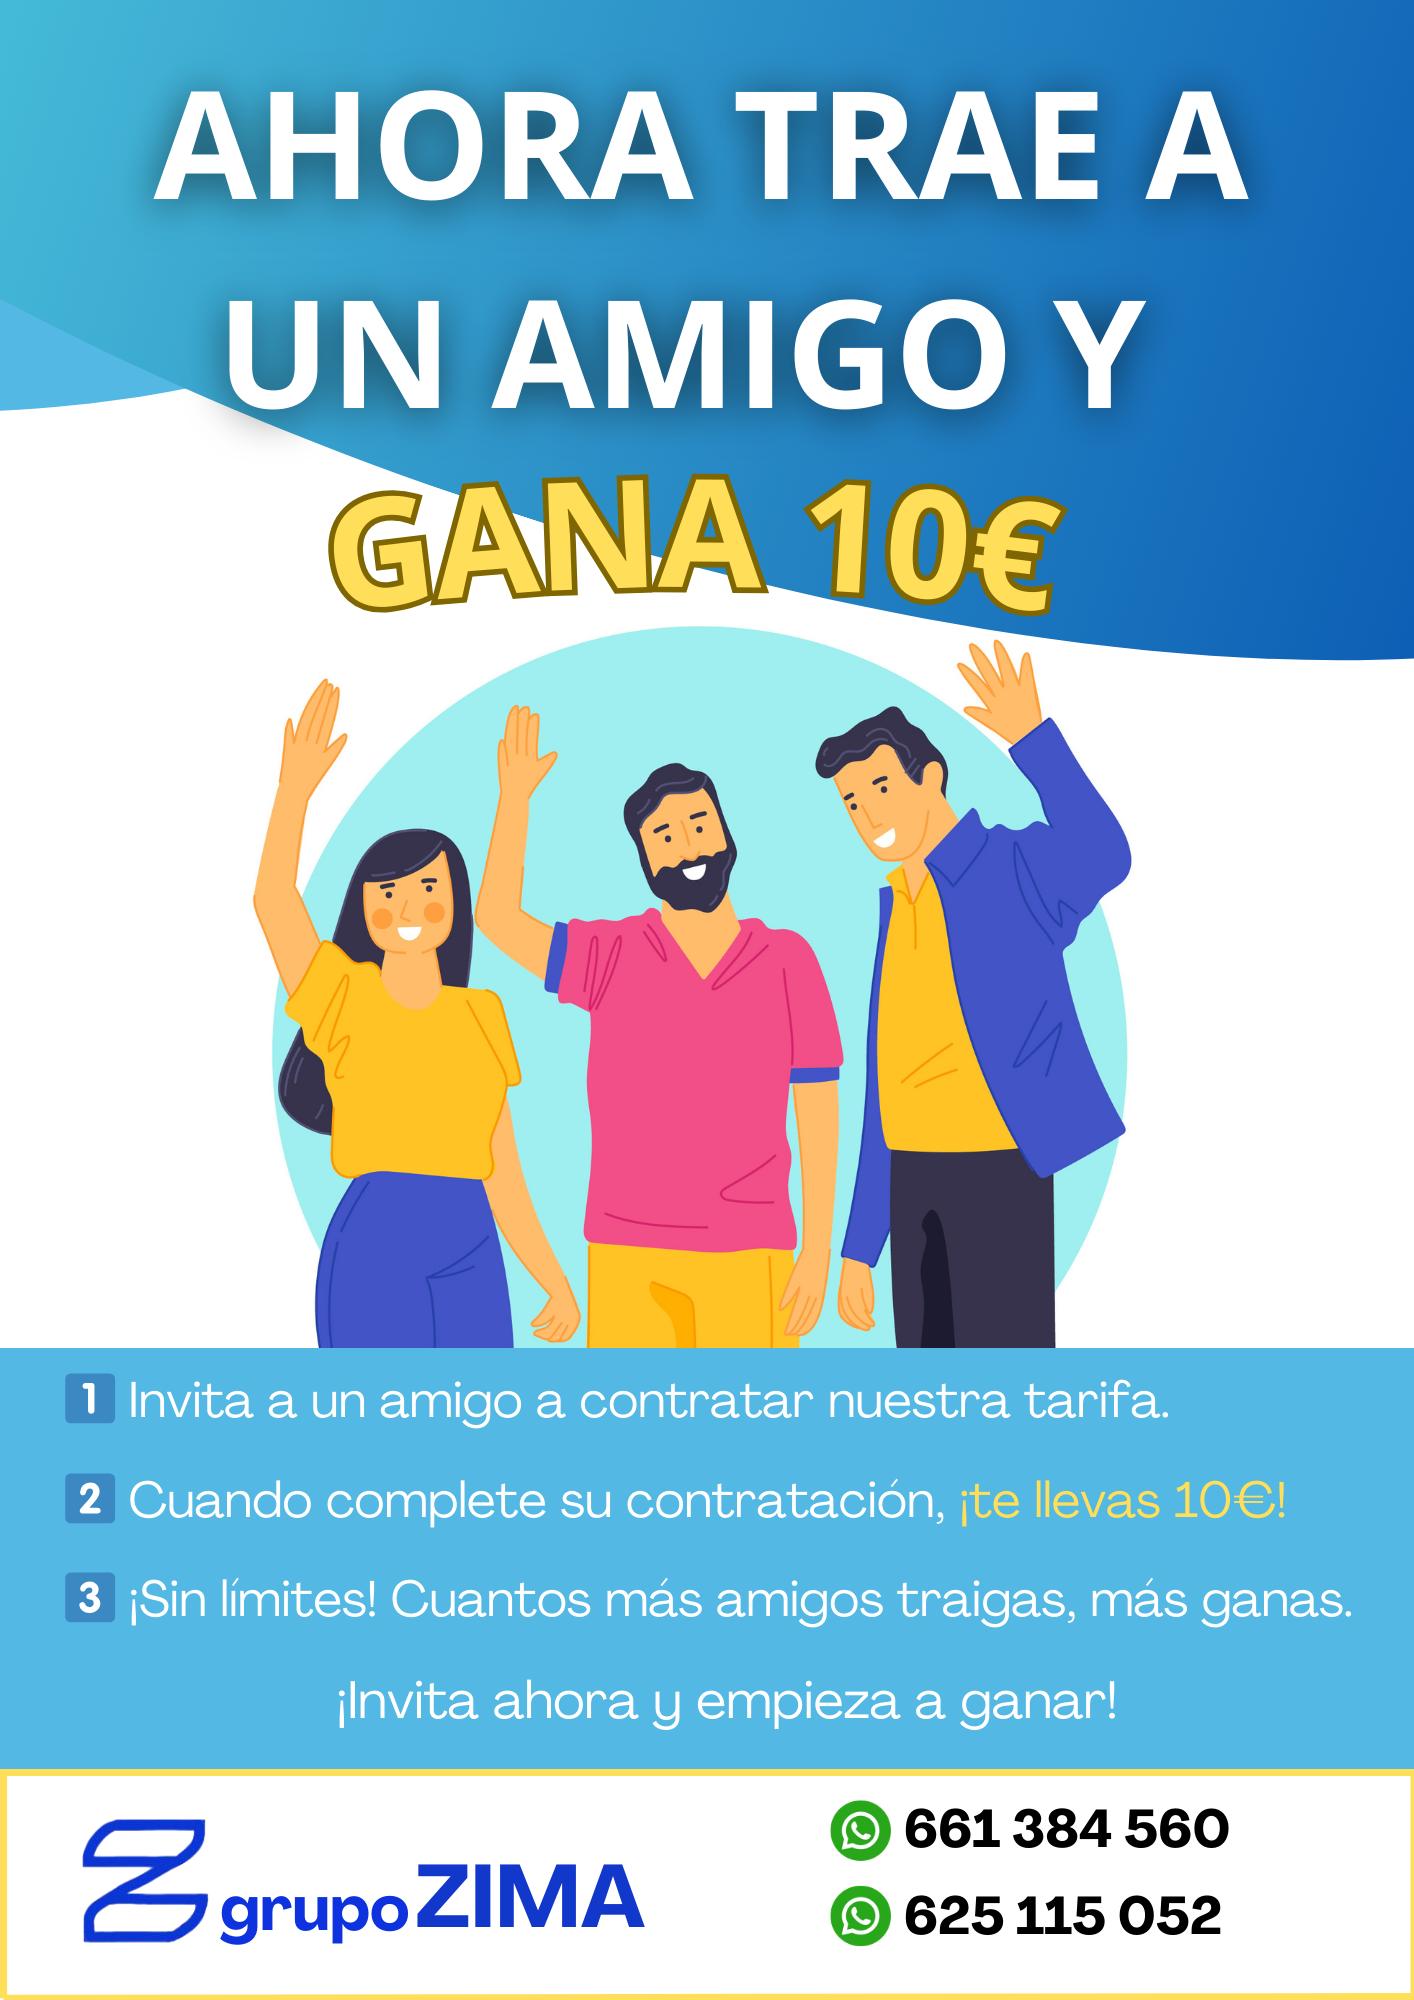 AHORA TRAE A
UN AMIGO Y
GANA 10€
1 Invita a un amigo a contratar nuestra tarifa.
2 Cuando complete su contratación, ¡te llevas 10€!
3 ¡Sin límites! Cuantos más amigos traigas, más ganas.
¡Invita ahora y empieza a ganar!
grupo ZIMA
661 384 560
625 115 052